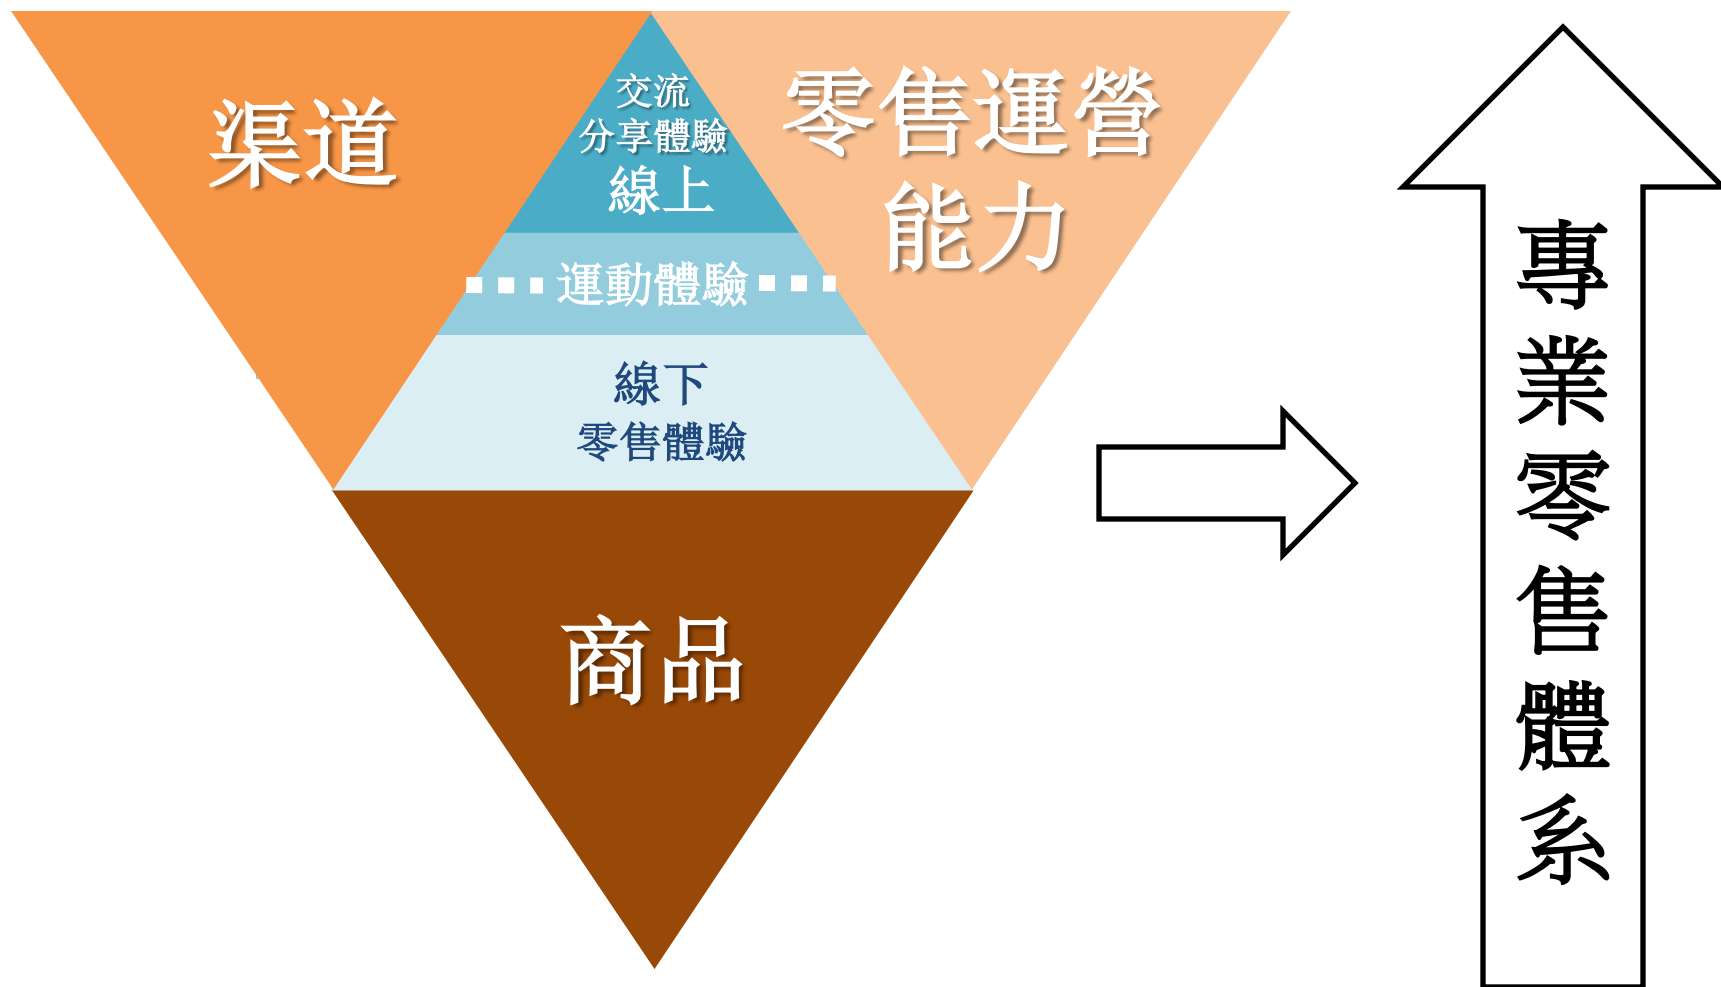 渠道
交流
分享體驗
線上
零售運營
能力
運動體驗
線下
零售體驗
商品
專業零售體系